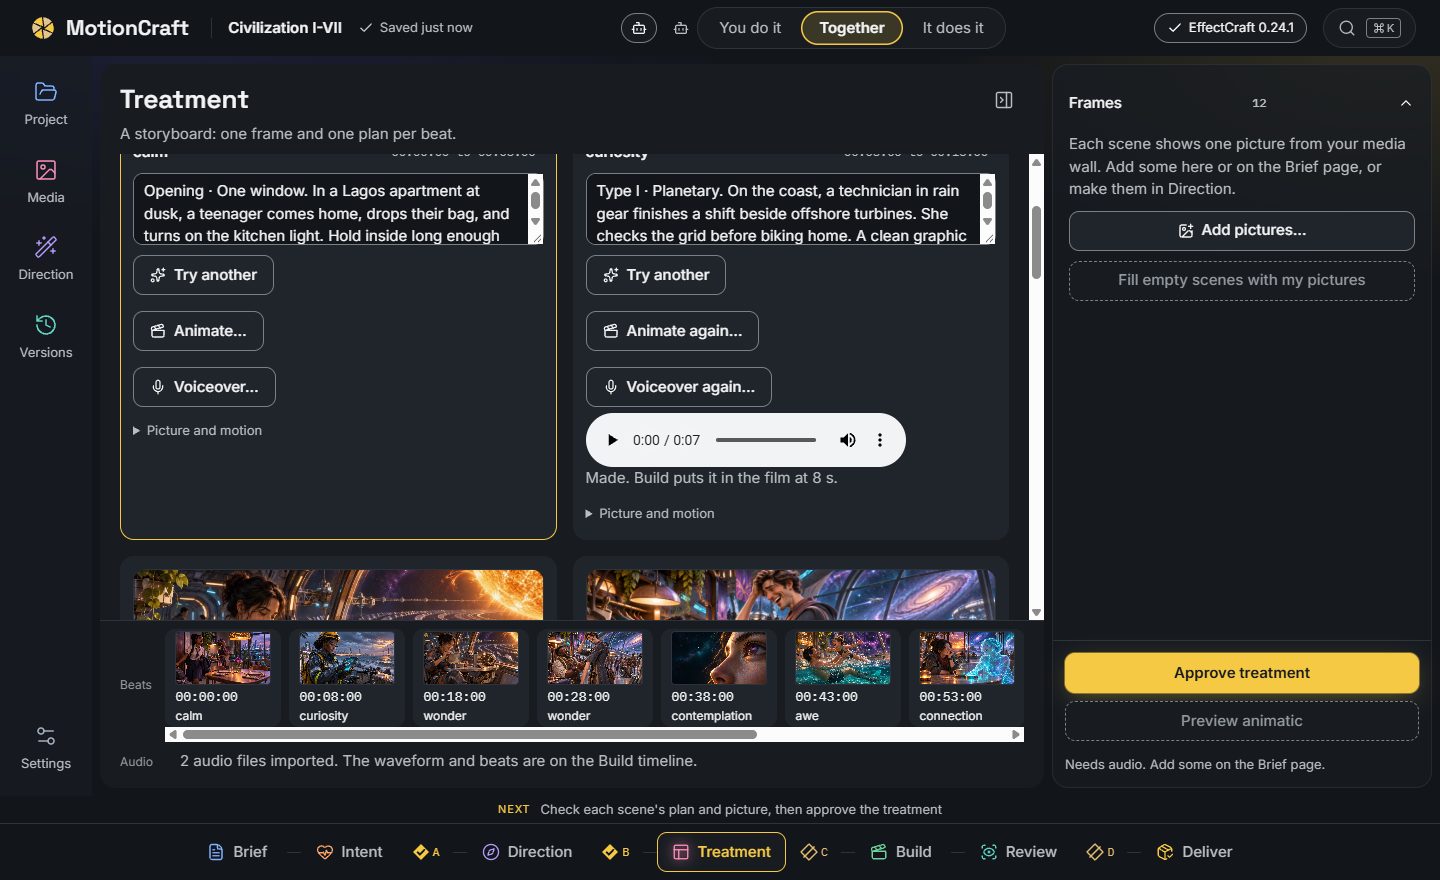 MotionCraft
Civilization I-VII
Saved just now
You do it
Together
It does it
EffectCraft 0.24.1
⌘K
Project
Media
Direction
Versions
Settings
Treatment
A storyboard: one frame and one plan per beat.
Opening · One window. In a Lagos apartment at
dusk, a teenager comes home, drops their bag, and
turns on the kitchen light. Hold inside long enough
Try another
Animate...
Voiceover...
Picture and motion
Type I · Planetary. On the coast, a technician in rain
gear finishes a shift beside offshore turbines. She
checks the grid before biking home. A clean graphic
Try another
Animate again...
Voiceover again...
0:00 / 0:07
Made. Build puts it in the film at 8 s.
Picture and motion
Beats
00:00:00
calm
00:08:00
curiosity
00:18:00
wonder
00:28:00
wonder
00:38:00
contemplation
00:43:00
awe
00:53:00
connection
Audio
2 audio files imported. The waveform and beats are on the Build timeline.
Frames
12
Each scene shows one picture from your media
wall. Add some here or on the Brief page, or
make them in Direction.
Add pictures...
Fill empty scenes with my pictures
Approve treatment
Preview animatic
Needs audio. Add some on the Brief page.
NEXT Check each scene's plan and picture, then approve the treatment
Brief
Intent
A
Direction
B
Treatment
C
Build
Review
D
Deliver